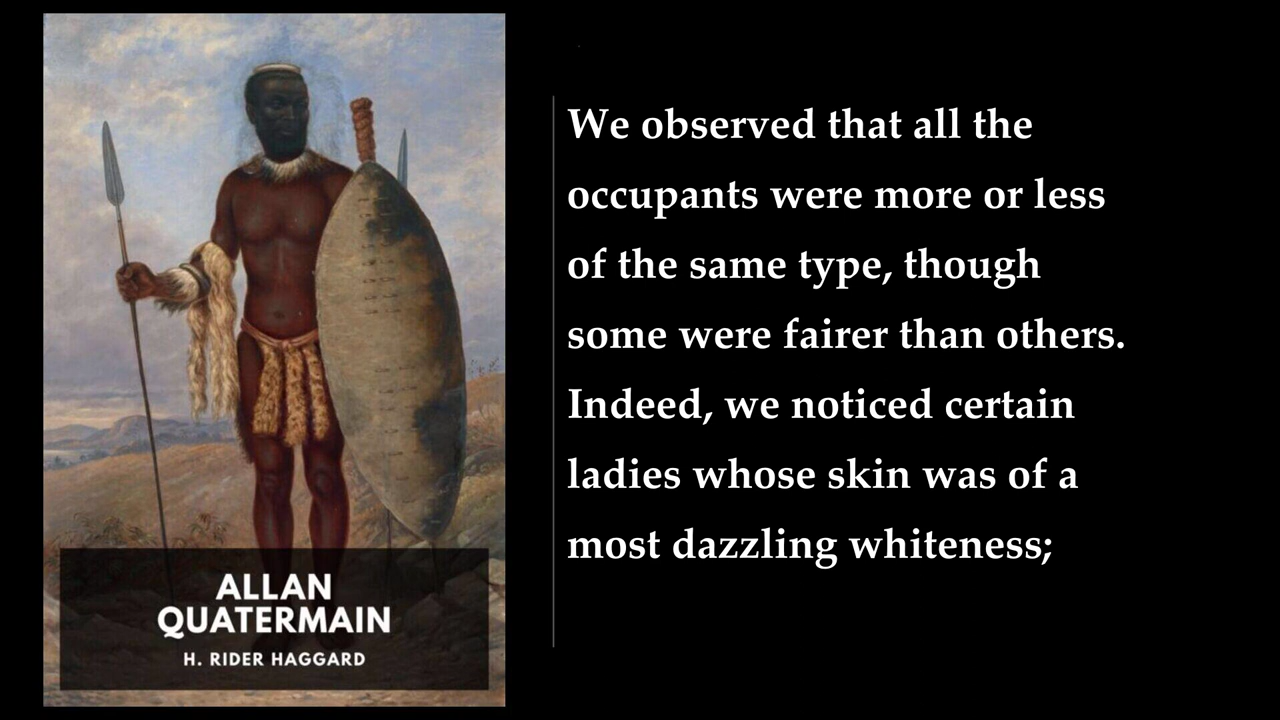 ALLAN
QUATERMAIN
H. RIDER HAGGARD
We observed that all the
occupants were more or less
of the same type, though
some were fairer than others.
Indeed, we noticed certain
ladies whose skin was of a
most dazzling whiteness;